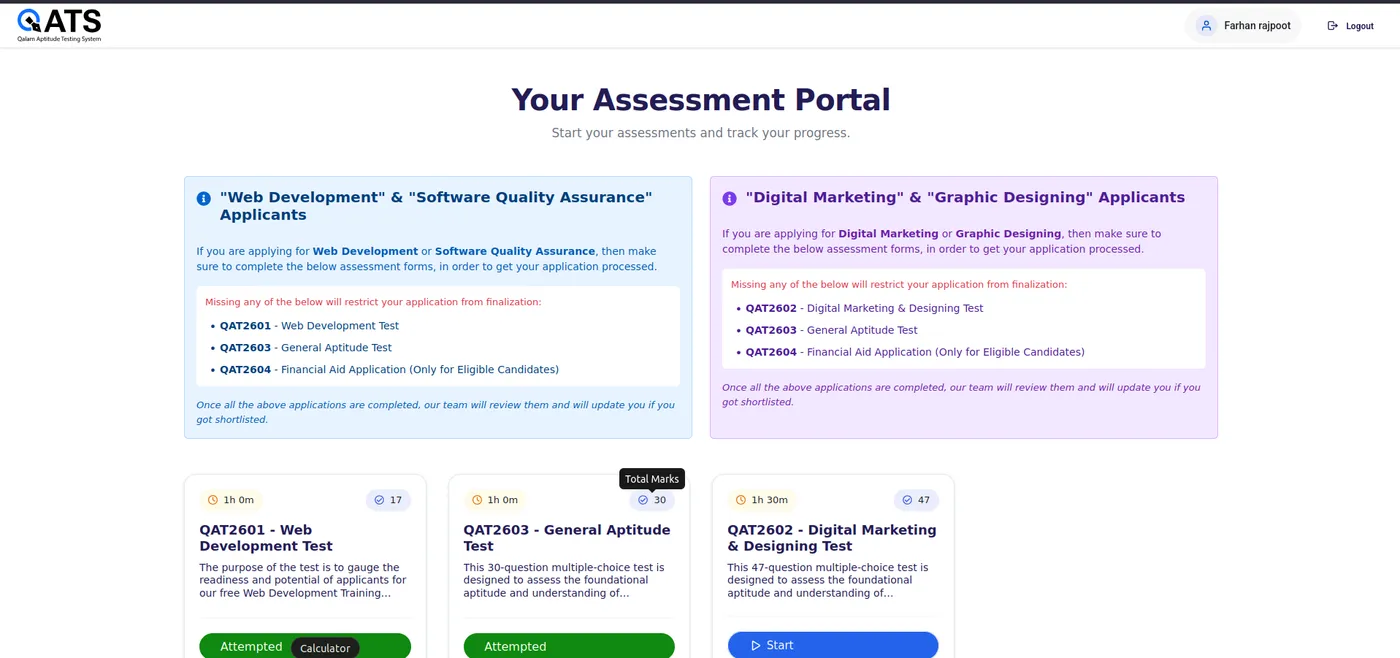 QATS
Qalam Aptitude Testing System
Farhan rajpoot
Logout
Your Assessment Portal
Start your assessments and track your progress.
"Web Development" & "Software Quality Assurance"
Applicants
If you are applying for Web Development or Software Quality Assurance, then make
sure to complete the below assessment forms, in order to get your application processed.
Missing any of the below will restrict your application from finalization:
• QAT2601 - Web Development Test
• QAT2603 - General Aptitude Test
• QAT2604 - Financial Aid Application (Only for Eligible Candidates)
Once all the above applications are completed, our team will review them and will update you if you
got shortlisted.
"Digital Marketing" & "Graphic Designing" Applicants
If you are applying for Digital Marketing or Graphic Designing, then make sure to
complete the below assessment forms, in order to get your application processed.
Missing any of the below will restrict your application from finalization:
• QAT2602 - Digital Marketing & Designing Test
• QAT2603 - General Aptitude Test
• QAT2604 - Financial Aid Application (Only for Eligible Candidates)
Once all the above applications are completed, our team will review them and will update you if you
got shortlisted.
1h 0m
17
QAT2601 - Web
Development Test
The purpose of the test is to gauge the
readiness and potential of applicants for
our free Web Development Training...
Attempted
Calculator
Total Marks
1h 0m
30
QAT2603 - General Aptitude
Test
This 30-question multiple-choice test is
designed to assess the foundational
aptitude and understanding of...
Attempted
1h 30m
47
QAT2602 - Digital Marketing
& Designing Test
This 47-question multiple-choice test is
designed to assess the foundational
aptitude and understanding of...
Start